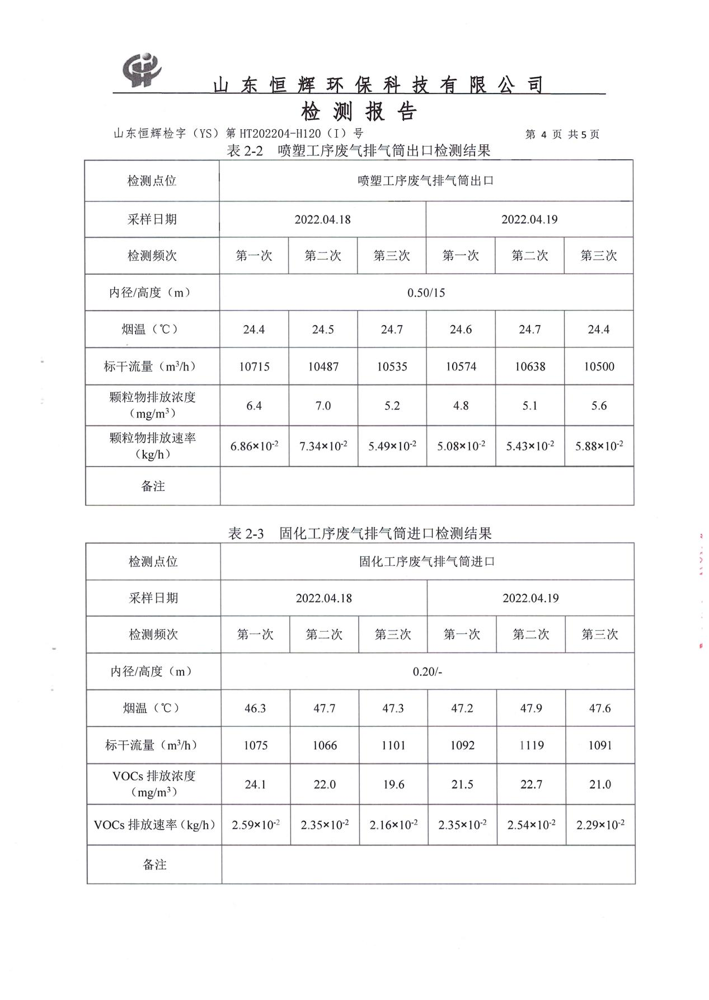 山东恒辉环保科技有限公司
检测报告
山东恒辉检字（YS）第 HT202204-H120（I）号 第 4 页 共 5 页
表 2-2 喷塑工序废气排气筒出口检测结果
检测点位 喷塑工序废气排气筒出口
采样日期 2022.04.18 2022.04.19
检测频次 第一次 第二次 第三次 第一次 第二次 第三次
内径/高度（m） 0.50/15
烟温（℃） 24.4 24.5 24.7 24.6 24.7 24.4
标干流量（m³/h） 10715 10487 10535 10574 10638 10500
颗粒物排放浓度
（mg/m³） 6.4 7.0 5.2 4.8 5.1 5.6
颗粒物排放速率
（kg/h） 6.86×10⁻² 7.34×10⁻² 5.49×10⁻² 5.08×10⁻² 5.43×10⁻² 5.88×10⁻²
备注
表 2-3 固化工序废气排气筒进口检测结果
检测点位 固化工序废气排气筒进口
采样日期 2022.04.18 2022.04.19
检测频次 第一次 第二次 第三次 第一次 第二次 第三次
内径/高度（m） 0.20/-
烟温（℃） 46.3 47.7 47.3 47.2 47.9 47.6
标干流量（m³/h） 1075 1066 1101 1092 1119 1091
VOCs 排放浓度
（mg/m³） 24.1 22.0 19.6 21.5 22.7 21.0
VOCs 排放速率（kg/h） 2.59×10⁻² 2.35×10⁻² 2.16×10⁻² 2.35×10⁻² 2.54×10⁻² 2.29×10⁻²
备注